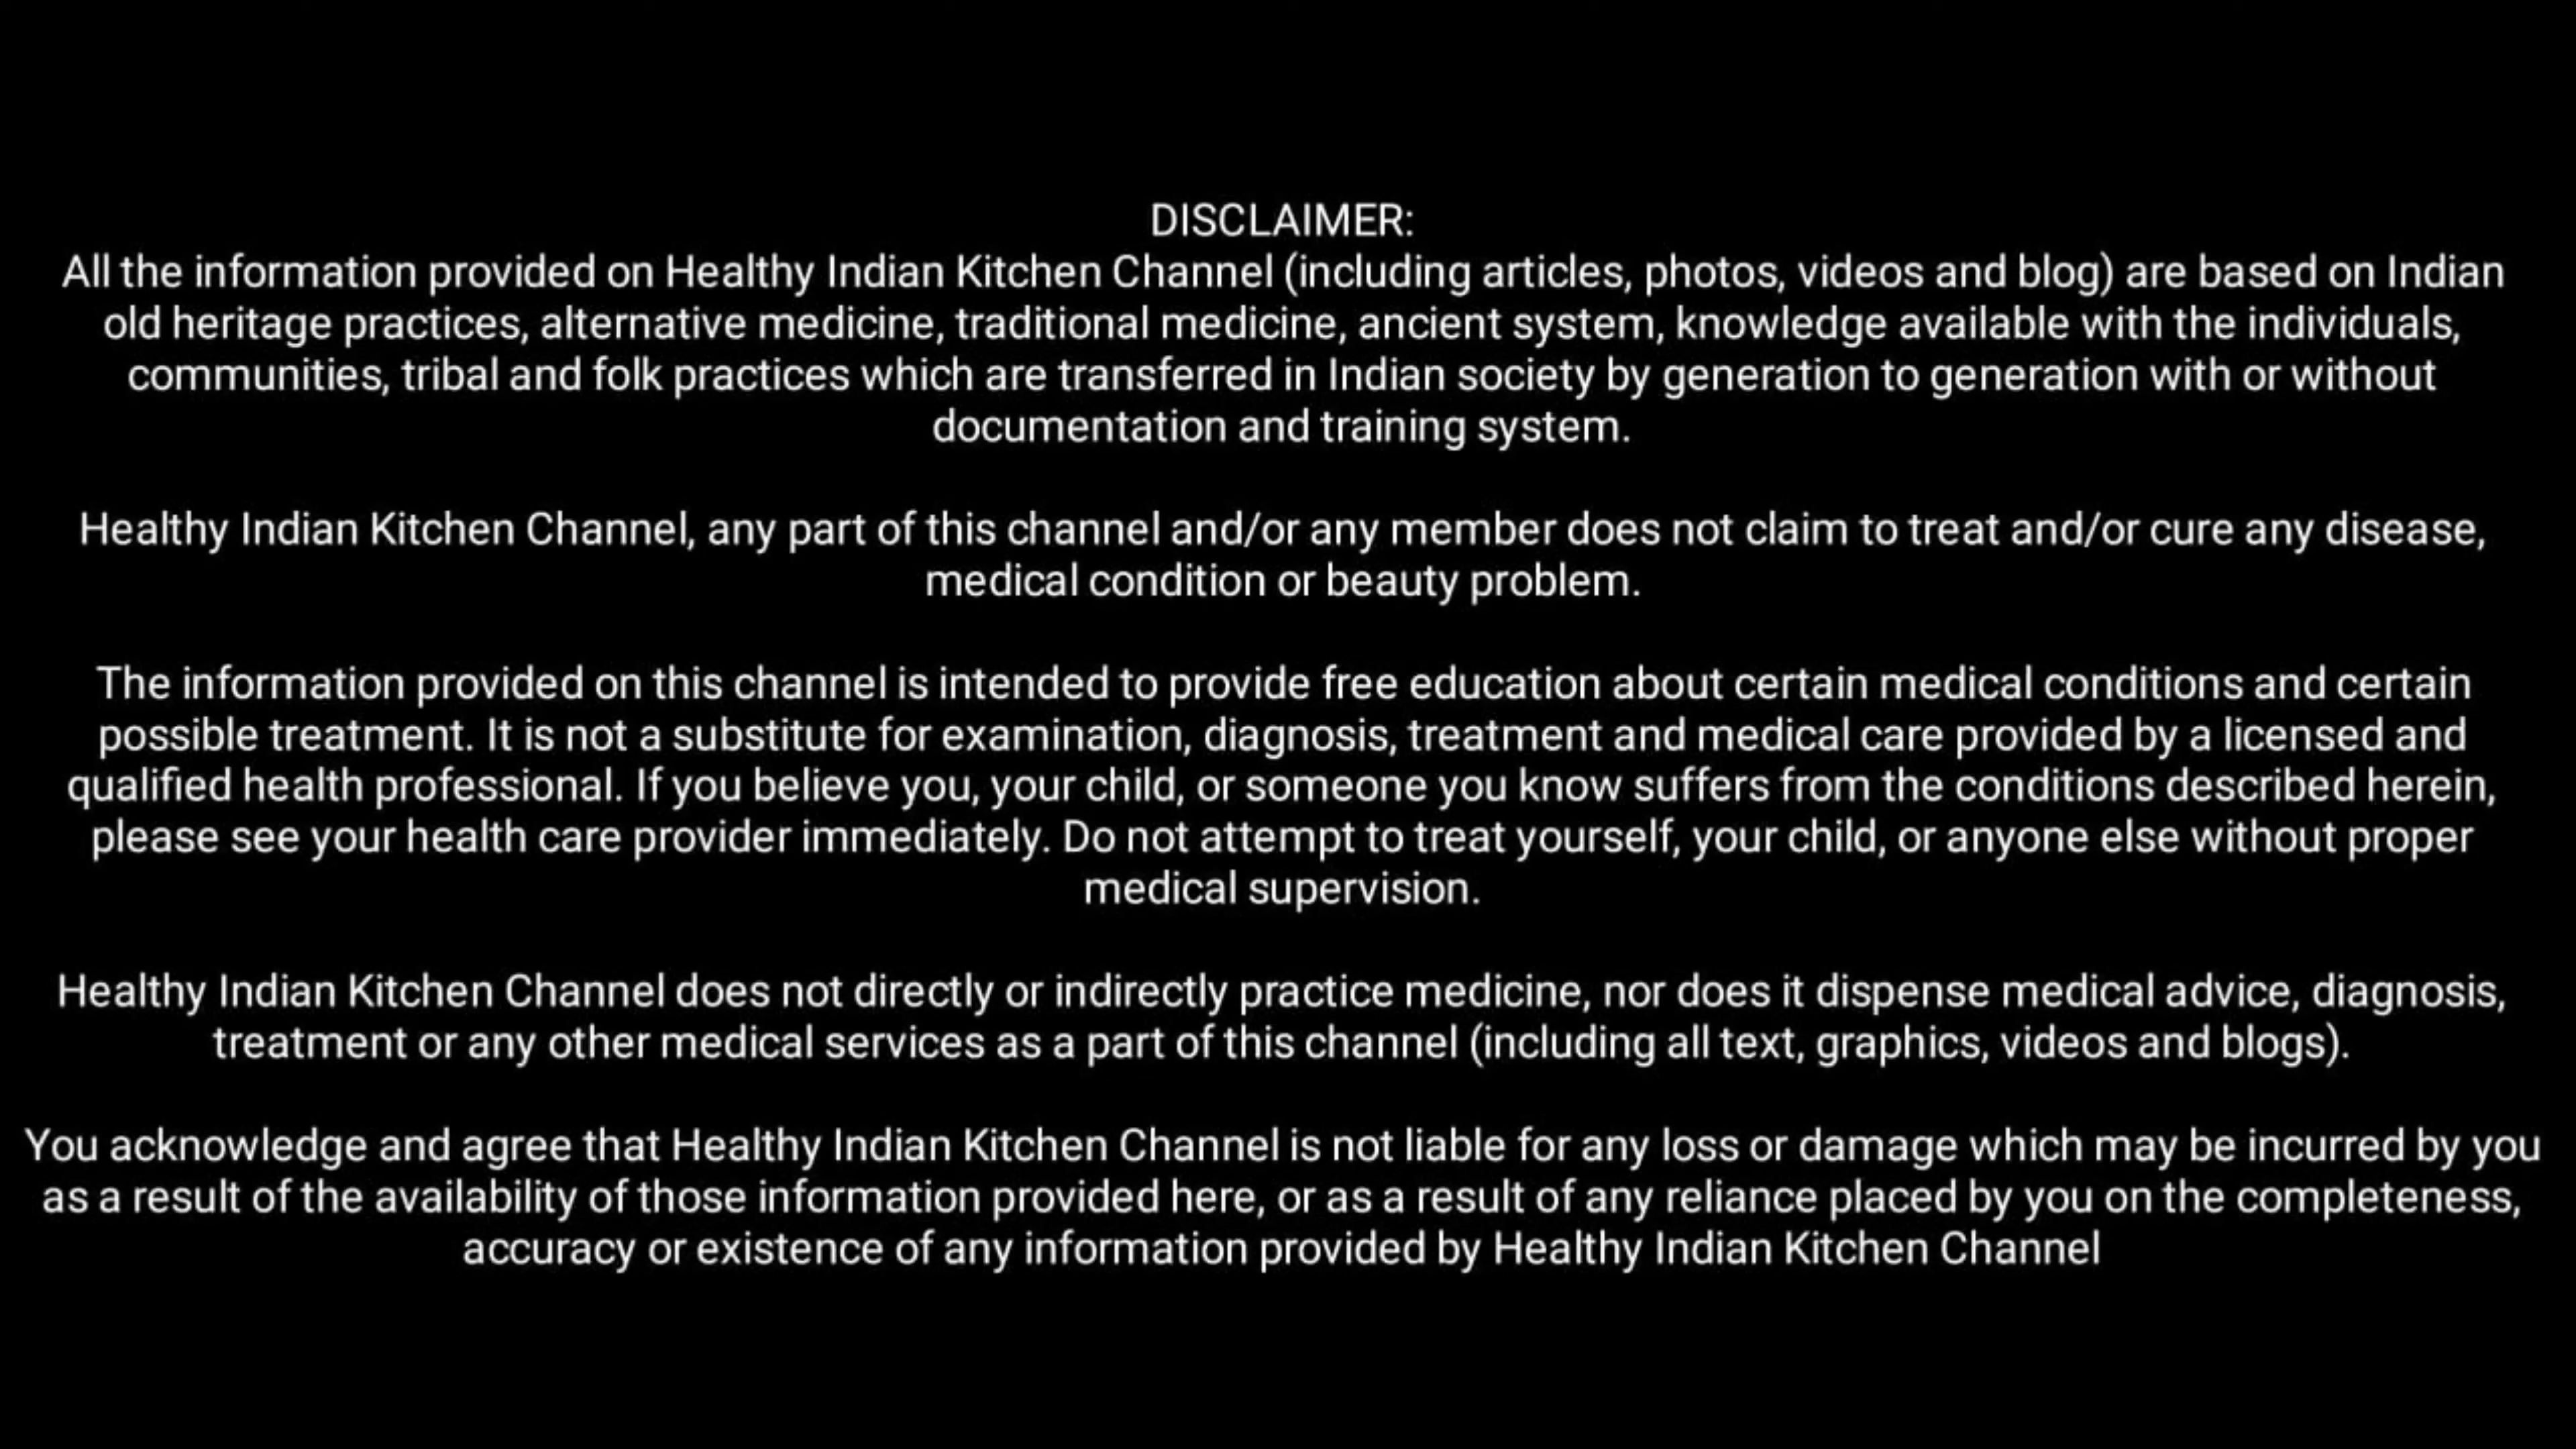 DISCLAIMER:
All the information provided on Healthy Indian Kitchen Channel (including articles, photos, videos and blog) are based on Indian
old heritage practices, alternative medicine, traditional medicine, ancient system, knowledge available with the individuals,
communities, tribal and folk practices which are transferred in Indian society by generation to generation with or without
documentation and training system.
Healthy Indian Kitchen Channel, any part of this channel and/or any member does not claim to treat and/or cure any disease,
medical condition or beauty problem.
The information provided on this channel is intended to provide free education about certain medical conditions and certain
possible treatment. It is not a substitute for examination, diagnosis, treatment and medical care provided by a licensed and
qualified health professional. If you believe you, your child, or someone you know suffers from the conditions described herein,
please see your health care provider immediately. Do not attempt to treat yourself, your child, or anyone else without proper
medical supervision.
Healthy Indian Kitchen Channel does not directly or indirectly practice medicine, nor does it dispense medical advice, diagnosis,
treatment or any other medical services as a part of this channel (including all text, graphics, videos and blogs).
You acknowledge and agree that Healthy Indian Kitchen Channel is not liable for any loss or damage which may be incurred by you
as a result of the availability of those information provided here, or as a result of any reliance placed by you on the completeness,
accuracy or existence of any information provided by Healthy Indian Kitchen Channel